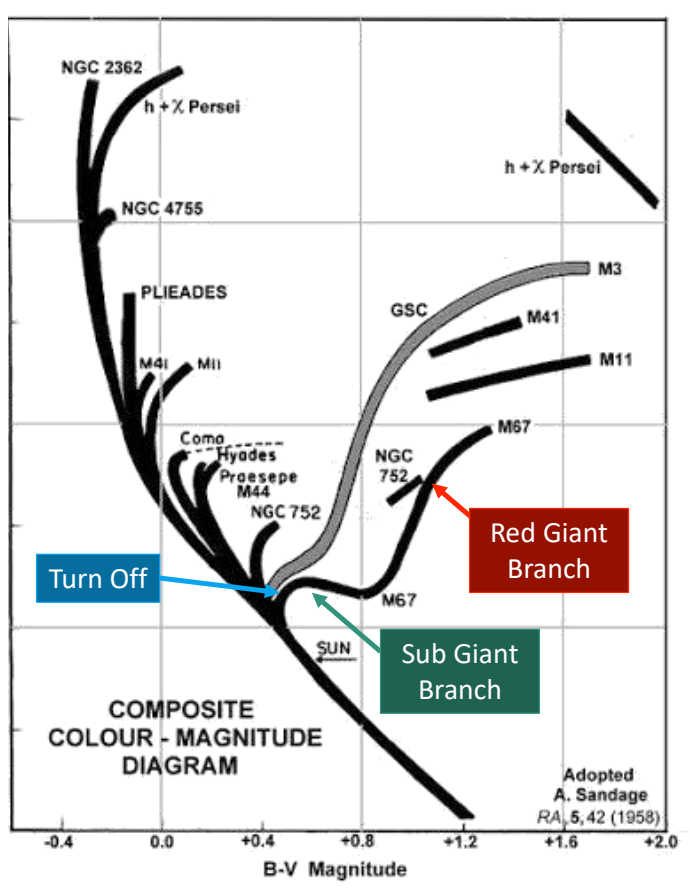 NGC 2362
h + χ Persei
h + χ Persei
NGC 4755
M3
PLIEADES
GSC
M41
M41
M11
M11
M67
Coma
Hyades
NGC
752
Praesepe
M44
NGC 752
Red Giant
Branch
Turn Off
M67
SUN
Sub Giant
Branch
COMPOSITE
COLOUR - MAGNITUDE
DIAGRAM
Adopted
A. Sandage
RA, 5, 42 (1958)
-0.4 0.0 +0.4 +0.8 +1.2 +1.6 +2.0
B-V Magnitude